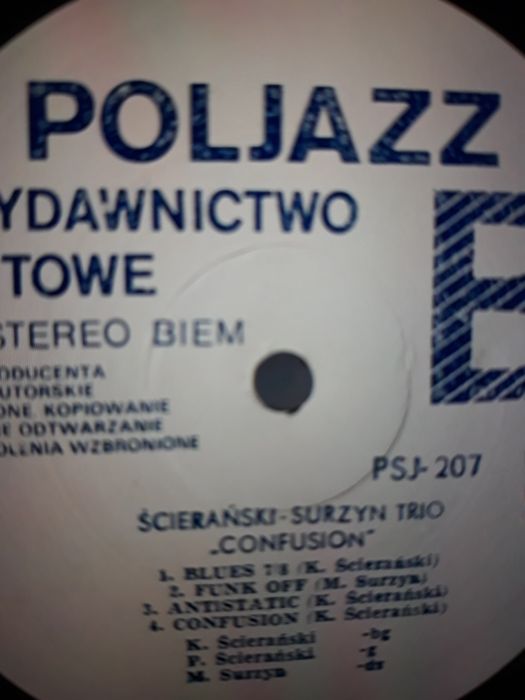 POLJAZZ
YDAWNICTWO
TOWE
B
STEREO BIEM
ODUCENTA
UTORSKIE
ONE. KOPIOWANIE
IE ODTWARZANIE
OLENIA WZBRONIONE
PSJ-207
ŚCIERAŃSKI-SURZYN TRIO
„CONFUSION"
1. BLUES 7/8 (K. Ścierański)
2. FUNK OFF (M. Surzyn)
3. ANTISTATIC (K. Ścierański)
4. CONFUSION (K. Ścierański)
K. Ścierański -bg
P. Ścierański -g
M. Surzyn -dr